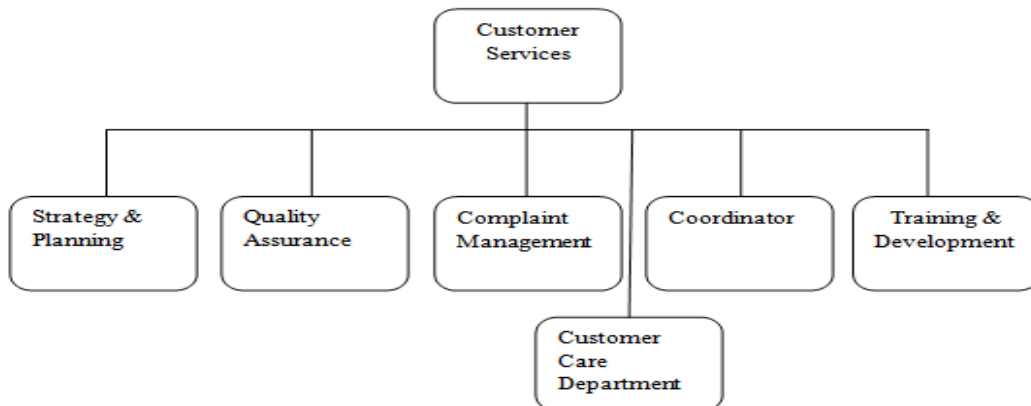 Customer
Services
Strategy &
Planning
Quality
Assurance
Complaint
Management
Coordinator
Training &
Development
Customer
Care
Department